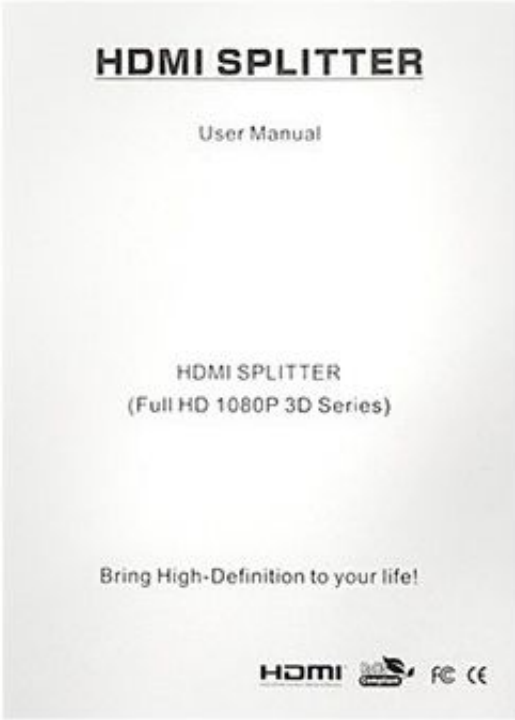 HDMI SPLITTER
User Manual
HDMI SPLITTER
(Full HD 1080P 3D Series)
Bring High-Definition to your life!
HDMI
Compliant
FC CE